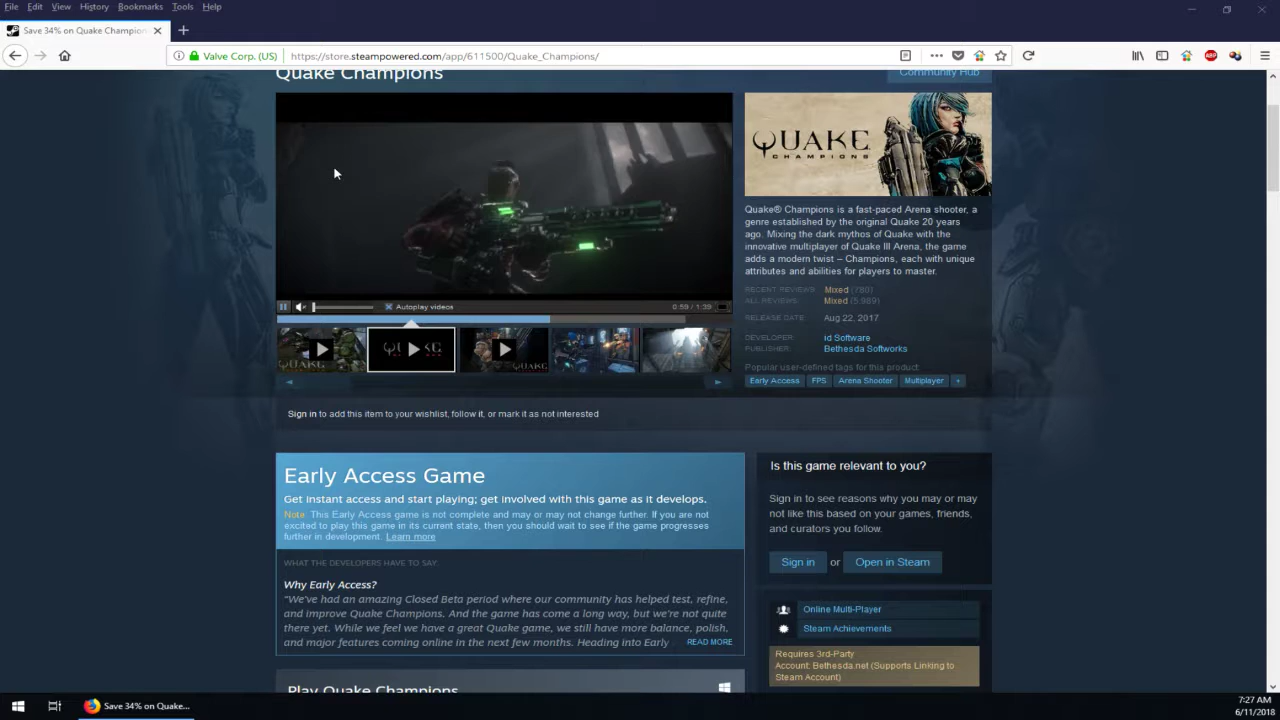 File Edit View History Bookmarks Tools Help
Save 34% on Quake Champion
Valve Corp. (US) https://store.steampowered.com/app/611500/Quake_Champions/
Quake Champions
Community Hub
QUAKE
CHAMPIONS
Quake® Champions is a fast-paced Arena shooter, a
genre established by the original Quake 20 years
ago. Mixing the dark mythos of Quake with the
innovative multiplayer of Quake III Arena, the game
adds a modern twist – Champions, each with unique
attributes and abilities for players to master.
RECENT REVIEWS: Mixed (780)
ALL REVIEWS: Mixed (5,989)
RELEASE DATE: Aug 22, 2017
DEVELOPER: id Software
PUBLISHER: Bethesda Softworks
Popular user-defined tags for this product
Early Access FPS Arena Shooter Multiplayer +
Autoplay videos 0:59 / 1:39
Sign in to add this item to your wishlist, follow it, or mark it as not interested
Early Access Game
Get instant access and start playing; get involved with this game as it develops.
Note: This Early Access game is not complete and may or may not change further. If you are not
excited to play this game in its current state, then you should wait to see if the game progresses
further in development. Learn more
WHAT THE DEVELOPERS HAVE TO SAY:
Why Early Access?
“We've had an amazing Closed Beta period where our community has helped test, refine,
and improve Quake Champions. And the game has come a long way, but we're not quite
there yet. While we feel we have a great Quake game, we still have more balance, polish,
and major features coming online in the next few months. Heading into Early READ MORE
Play Quake Champions
Is this game relevant to you?
Sign in to see reasons why you may or may
not like this based on your games, friends,
and curators you follow.
Sign in or Open in Steam
Online Multi-Player
Steam Achievements
Requires 3rd-Party
Account: Bethesda.net (Supports Linking to
Steam Account)
Save 34% on Quake...
7:27 AM
6/11/2018